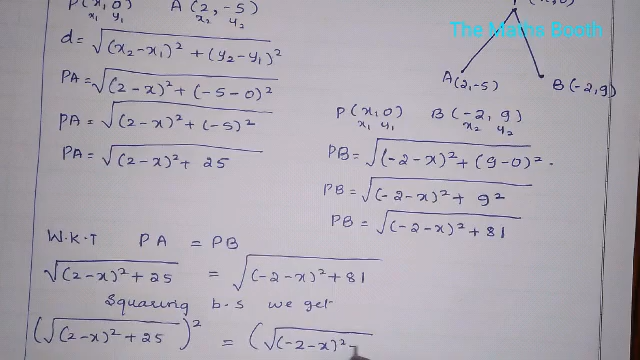 P(x,0) A(2,-5)
x₁ y₁ x₂ y₂
d = √(x₂-x₁)² + (y₂-y₁)²
PA = √(2-x)² + (-5-0)²
PA = √(2-x)² + (-5)²
PA = √(2-x)² + 25
The Maths Booth
A(2,-5) B(-2,9)
P(x,0) B(-2,9)
x₁ y₁ x₂ y₂
PB = √(-2-x)² + (9-0)².
PB = √(-2-x)² + 9²
PB = √(-2-x)² + 81
W.K.T PA = PB
√(2-x)² + 25 = √(-2-x)² + 81
Squaring b.s we get
(√(2-x)² + 25)² = (√(-2-x)²